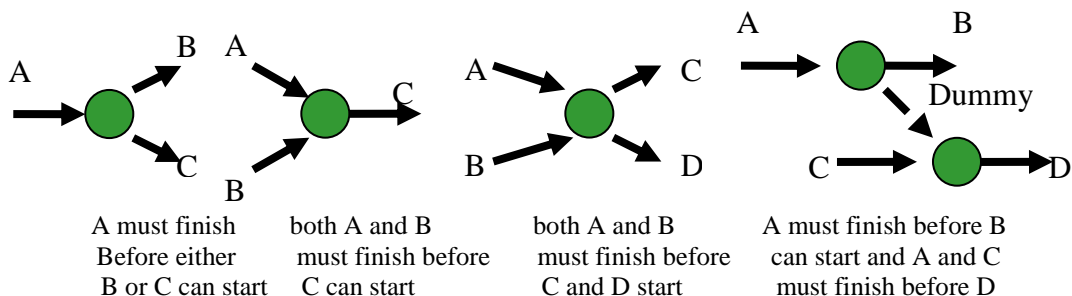 A
B
C
A
B
C
A
B
C
D
A
B
Dummy
C
D
A must finish
Before either
B or C can start
both A and B
must finish before
C can start
both A and B
must finish before
C and D start
A must finish before B
can start and A and C
must finish before D